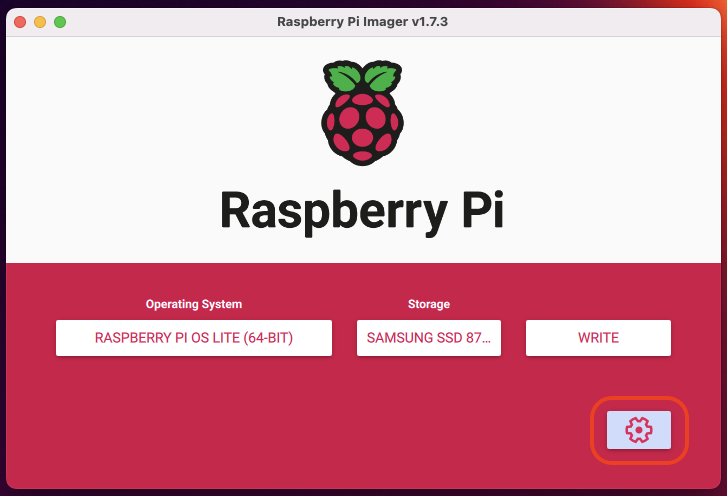 Raspberry Pi Imager v1.7.3
Raspberry Pi
Operating System
Storage
RASPBERRY PI OS LITE (64-BIT)
SAMSUNG SSD 87...
WRITE